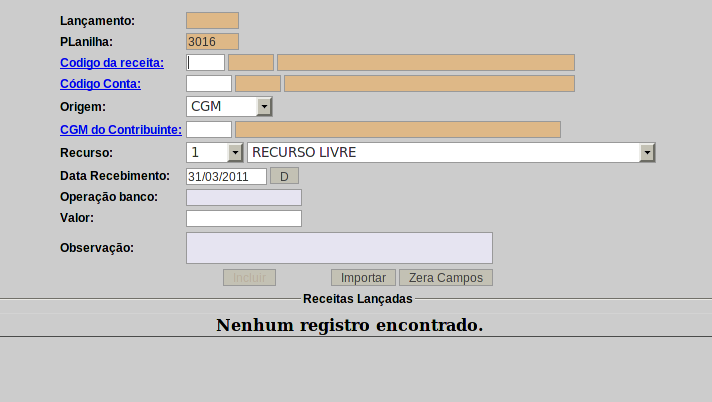 Lançamento:
PLanilha: 3016
Codigo da receita:
Código Conta:
Origem: CGM
CGM do Contribuinte:
Recurso: 1 RECURSO LIVRE
Data Recebimento: 31/03/2011 D
Operação banco:
Valor:
Observação:
Incluir Importar Zera Campos
Receitas Lançadas
Nenhum registro encontrado.